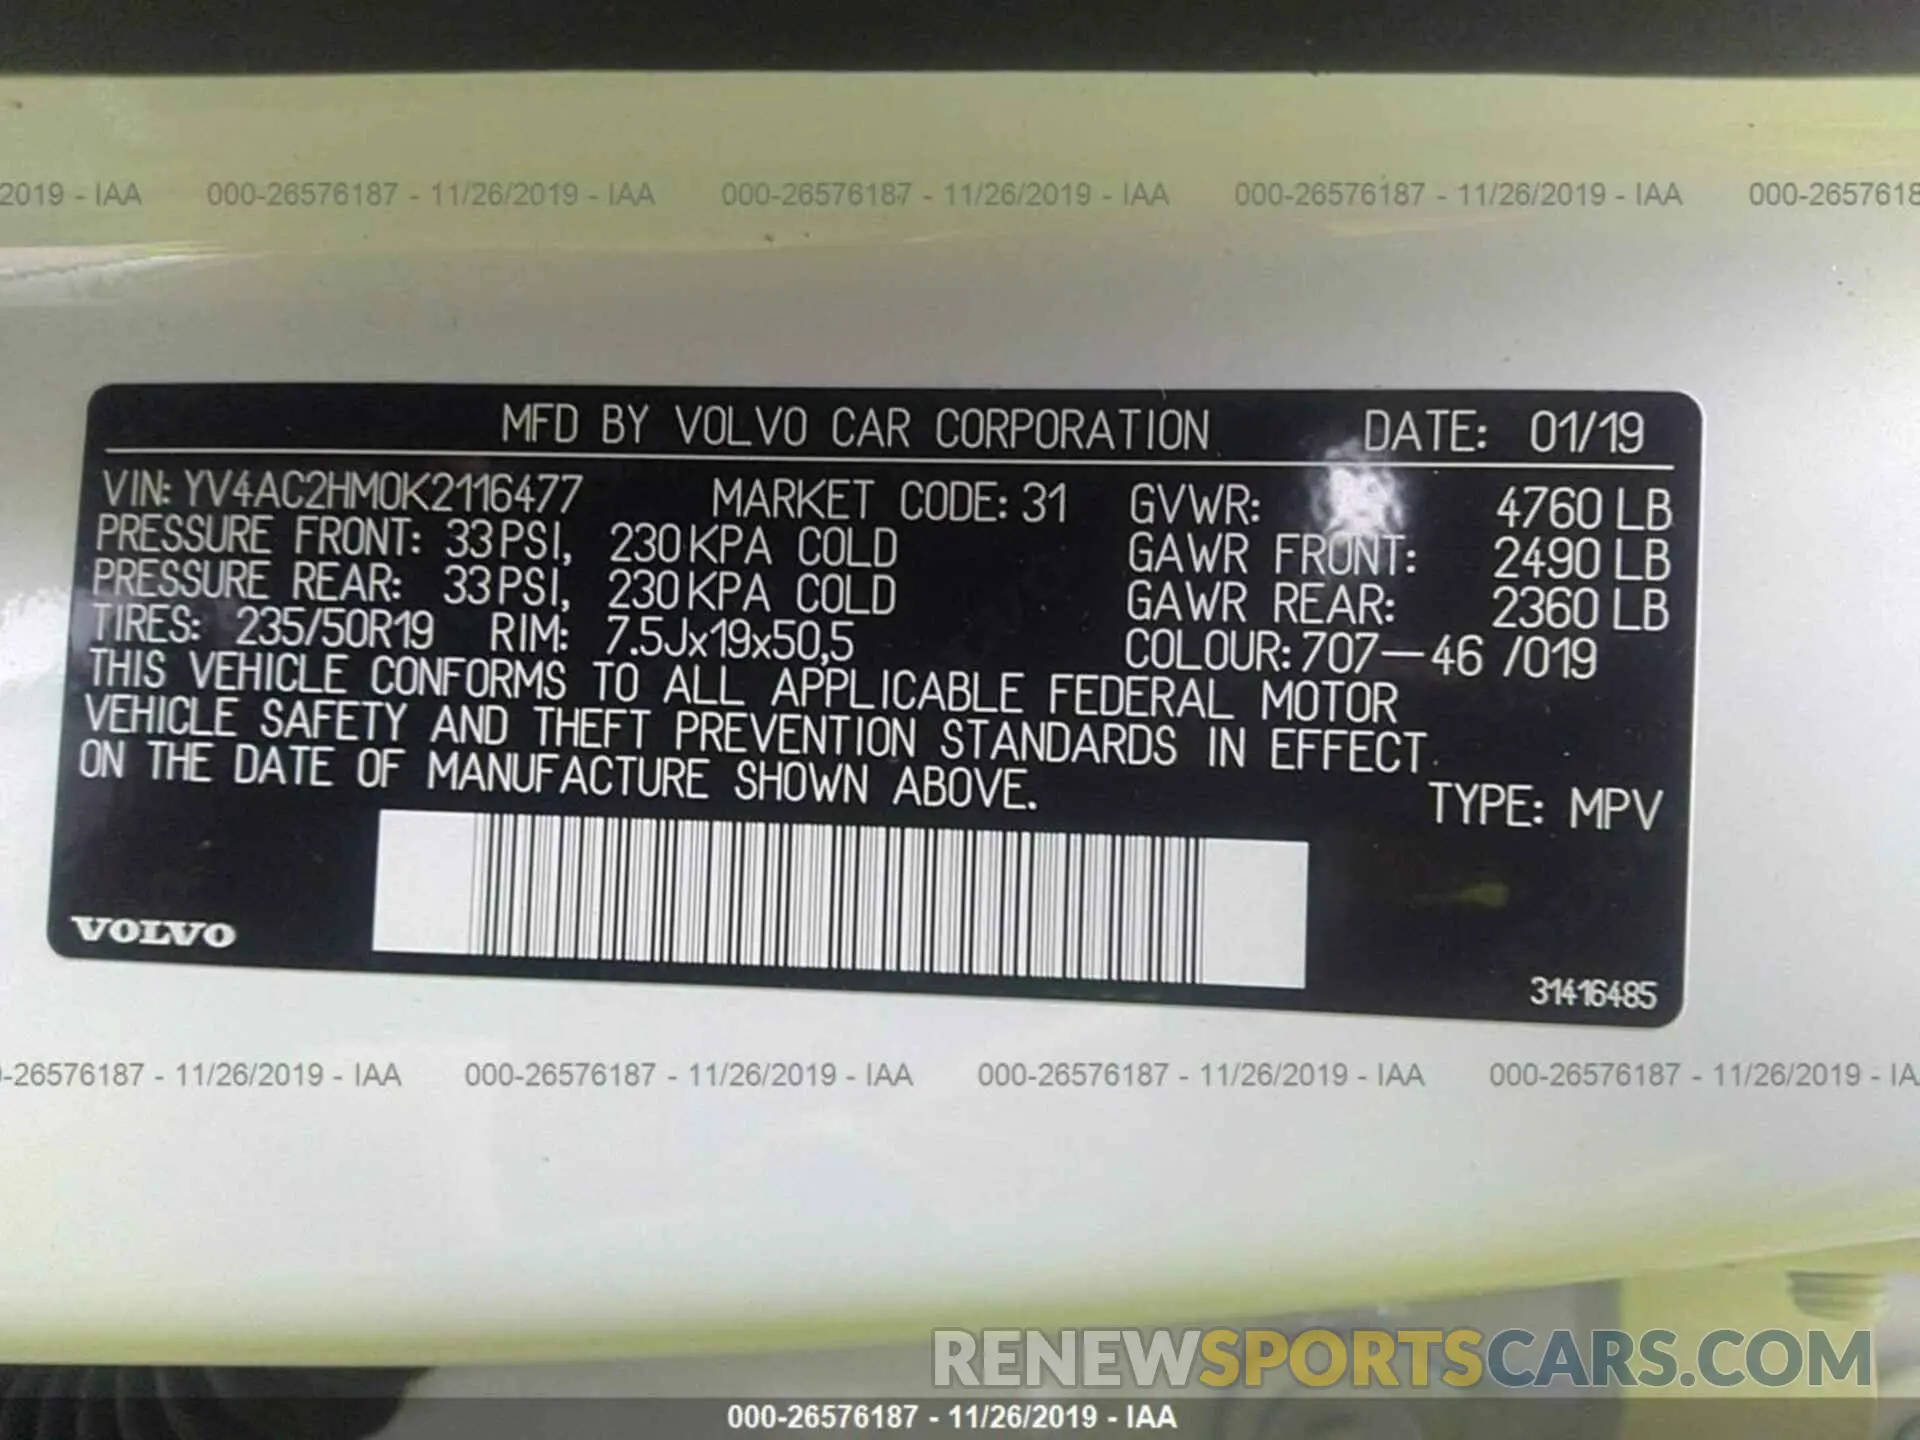 2019 - IAA 000-26576187 - 11/26/2019 - IAA 000-26576187 - 11/26/2019 - IAA 000-26576187 - 11/26/2019 - IAA 000-2657618
MFD BY VOLVO CAR CORPORATION DATE: 01/19
VIN: YV4AC2HM0K2116477 MARKET CODE: 31 GVWR: 4760 LB
PRESSURE FRONT: 33 PSI, 230 KPA COLD GAWR FRONT: 2490 LB
PRESSURE REAR: 33 PSI, 230 KPA COLD GAWR REAR: 2360 LB
TIRES: 235/50R19 RIM: 7.5Jx19x50,5 COLOUR: 707-46 /019
THIS VEHICLE CONFORMS TO ALL APPLICABLE FEDERAL MOTOR
VEHICLE SAFETY AND THEFT PREVENTION STANDARDS IN EFFECT
ON THE DATE OF MANUFACTURE SHOWN ABOVE.
TYPE: MPV
VOLVO
31416485
-26576187 - 11/26/2019 - IAA 000-26576187 - 11/26/2019 - IAA 000-26576187 - 11/26/2019 - IAA 000-26576187 - 11/26/2019 - IA
RENEWSPORTSCARS.COM
000-26576187 - 11/26/2019 - IAA